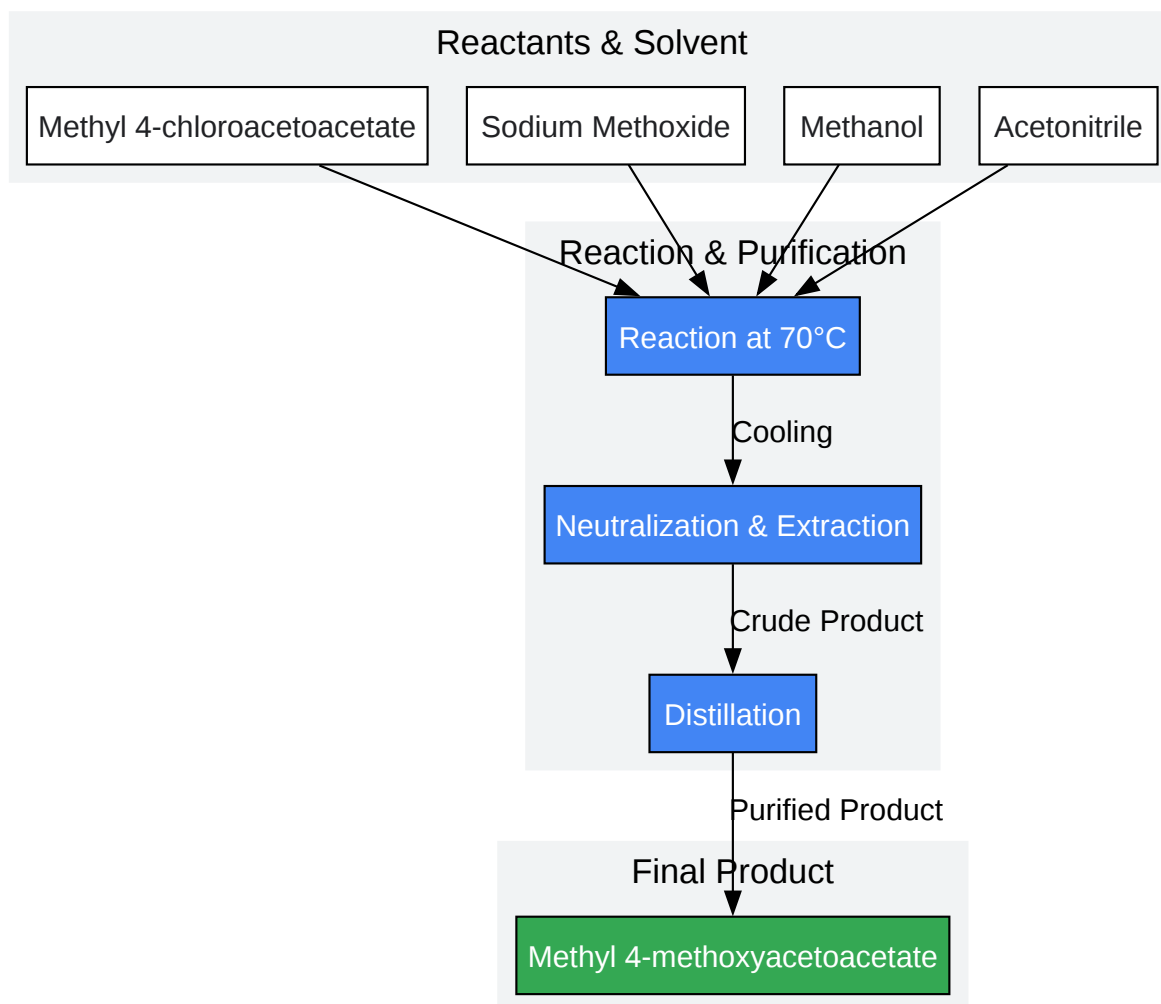 Reactants & Solvent
Methyl 4-chloroacetoacetate
Sodium Methoxide
Methanol
Acetonitrile
Reaction & Purification
Reaction at 70°C
Cooling
Neutralization & Extraction
Crude Product
Distillation
Purified Product
Final Product
Methyl 4-methoxyacetoacetate